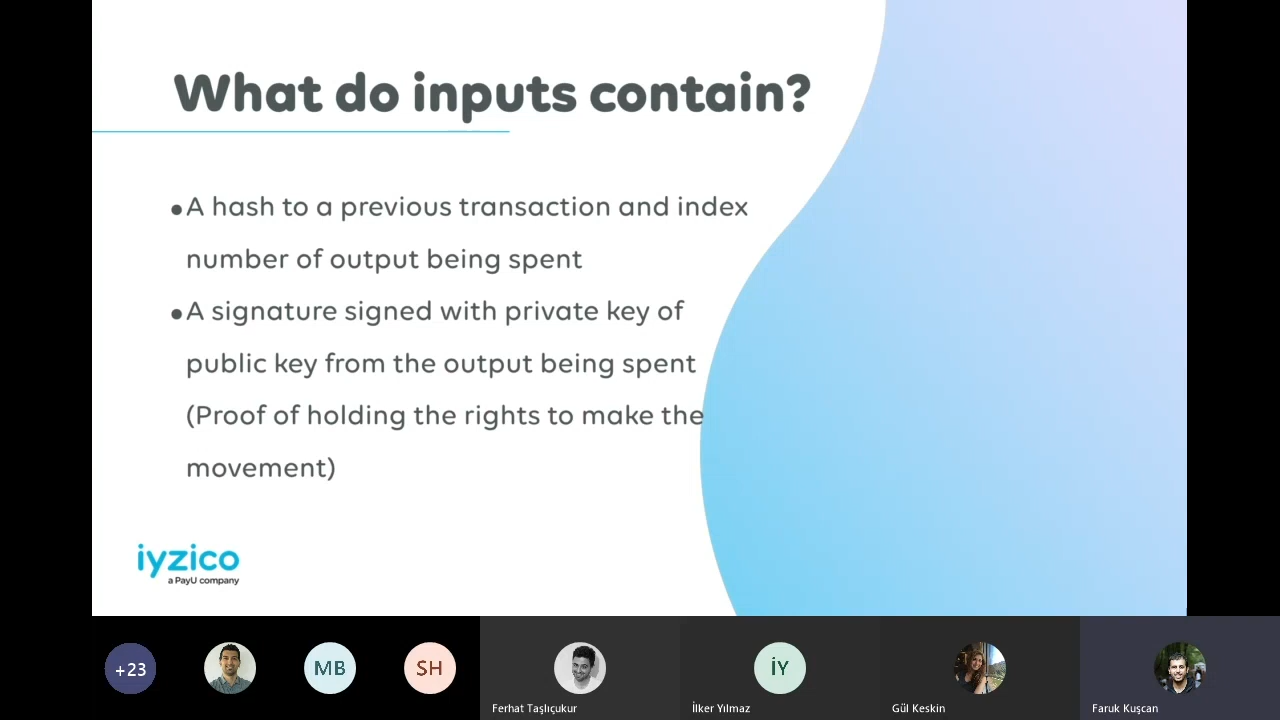 What do inputs contain?
•A hash to a previous transaction and index
number of output being spent
•A signature signed with private key of
public key from the output being spent
(Proof of holding the rights to make the
movement)
iyzico
a PayU company
+23
MB
SH
İY
Ferhat Taşlıçukur
İlker Yılmaz
Gül Keskin
Faruk Kuşcan